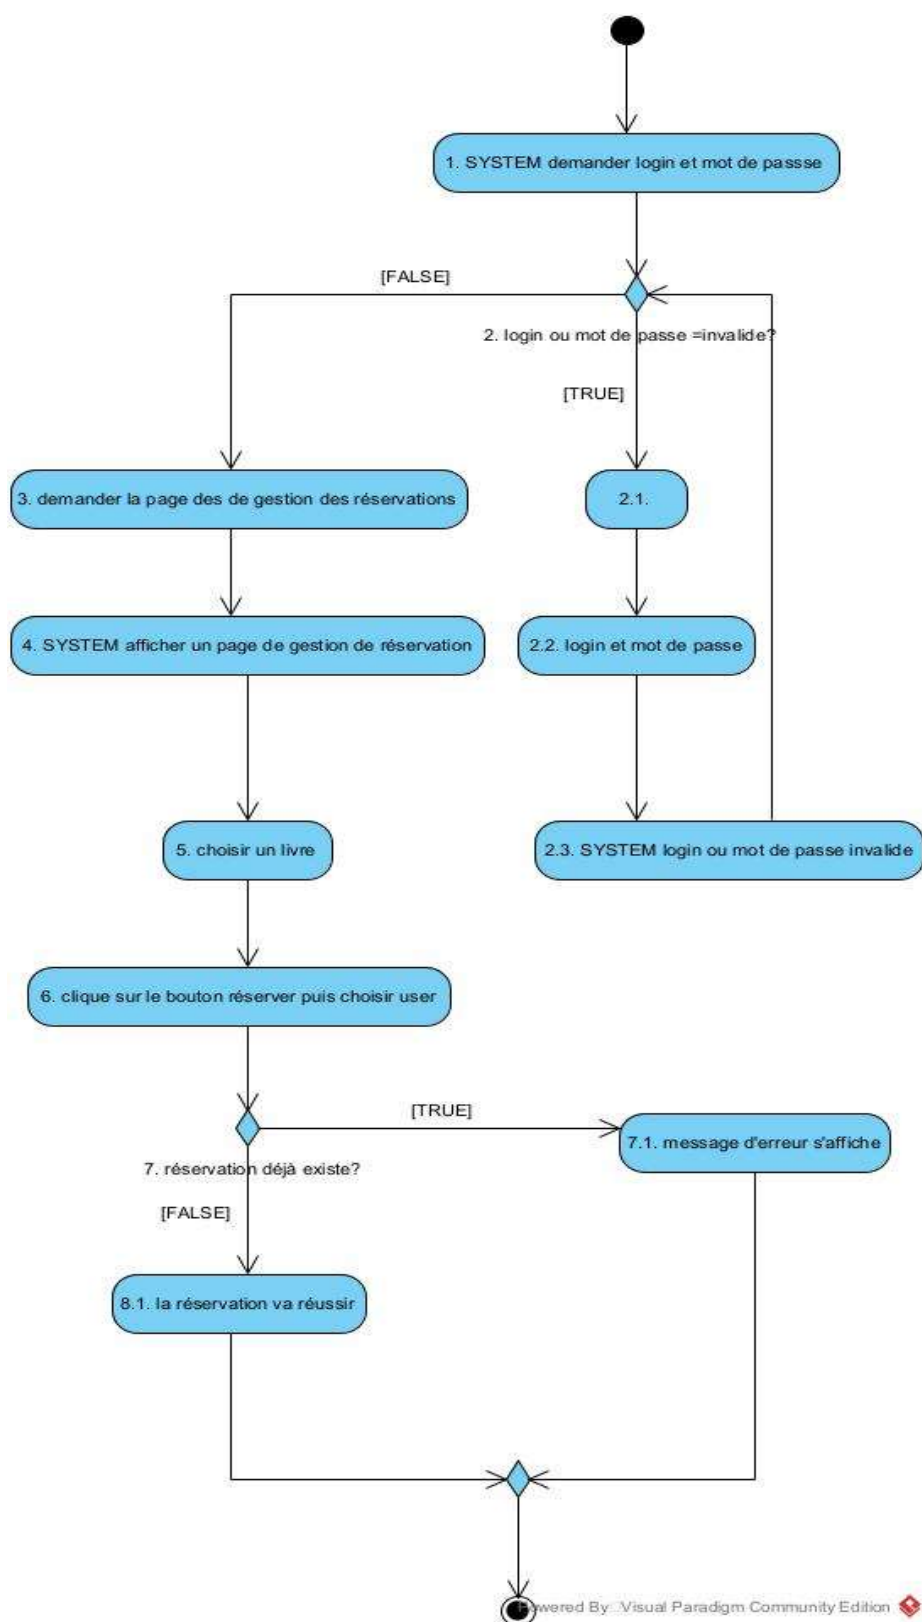 1. SYSTEM demander login et mot de passse
[FALSE]
2. login ou mot de passe =invalide?
[TRUE]
3. demander la page des de gestion des réservations
2.1.
4. SYSTEM afficher un page de gestion de réservation
2.2. login et mot de passe
5. choisir un livre
2.3. SYSTEM login ou mot de passe invalide
6. clique sur le bouton réserver puis choisir user
[TRUE]
7.1. message d'erreur s'affiche
7. réservation déjà existe?
[FALSE]
8.1. la réservation va réussir
Powered By Visual Paradigm Community Edition